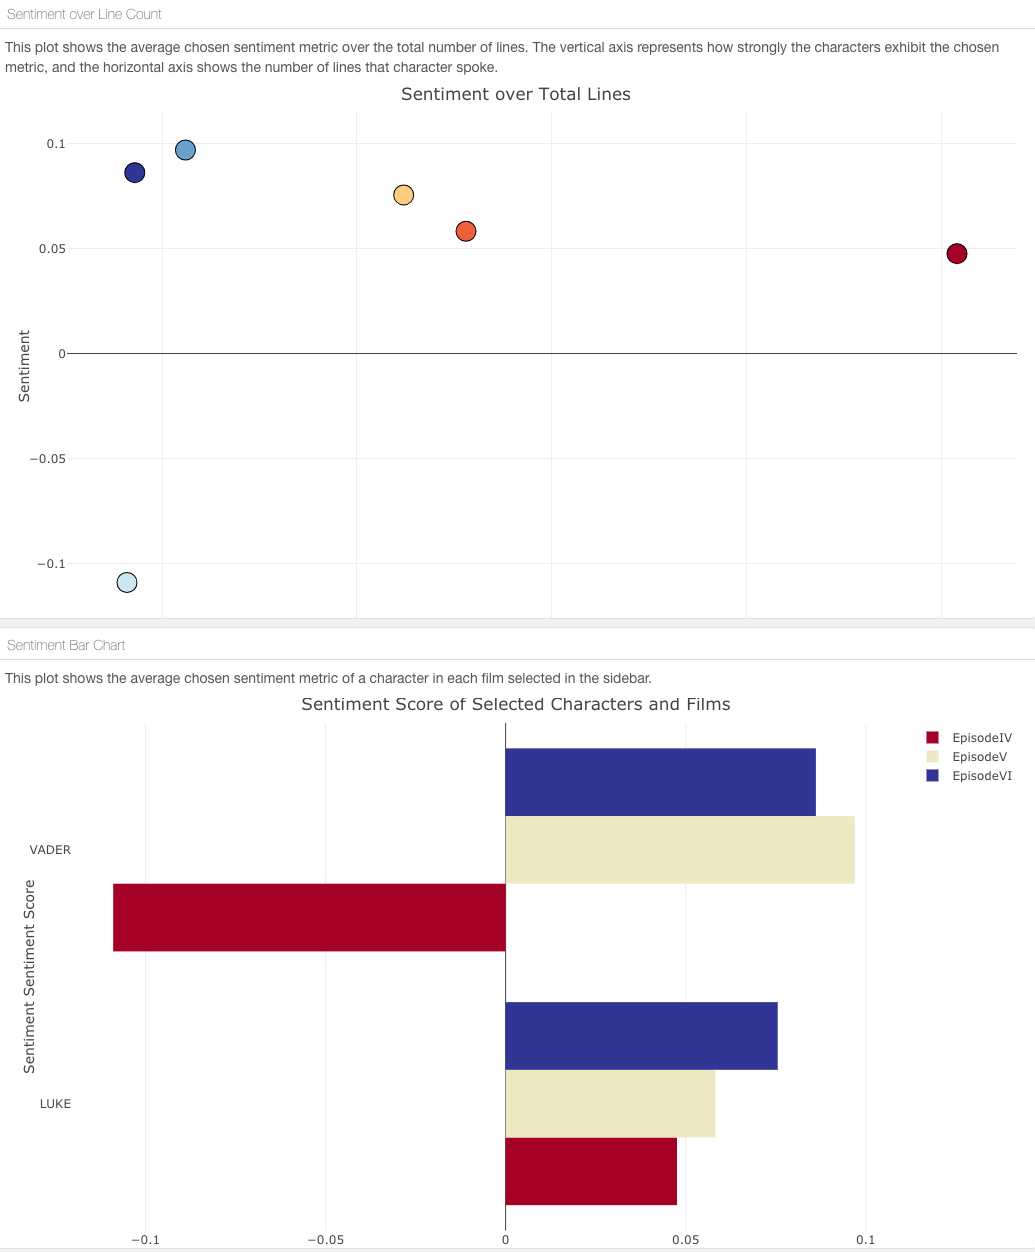 Sentiment over Line Count
This plot shows the average chosen sentiment metric over the total number of lines. The vertical axis represents how strongly the characters exhibit the chosen
metric, and the horizontal axis shows the number of lines that character spoke.
Sentiment over Total Lines
0.1
0.05
0
−0.05
−0.1
Sentiment
Sentiment Bar Chart
This plot shows the average chosen sentiment metric of a character in each film selected in the sidebar.
Sentiment Score of Selected Characters and Films
EpisodeIV
EpisodeV
EpisodeVI
VADER
LUKE
Sentiment Sentiment Score
−0.1
−0.05
0
0.05
0.1